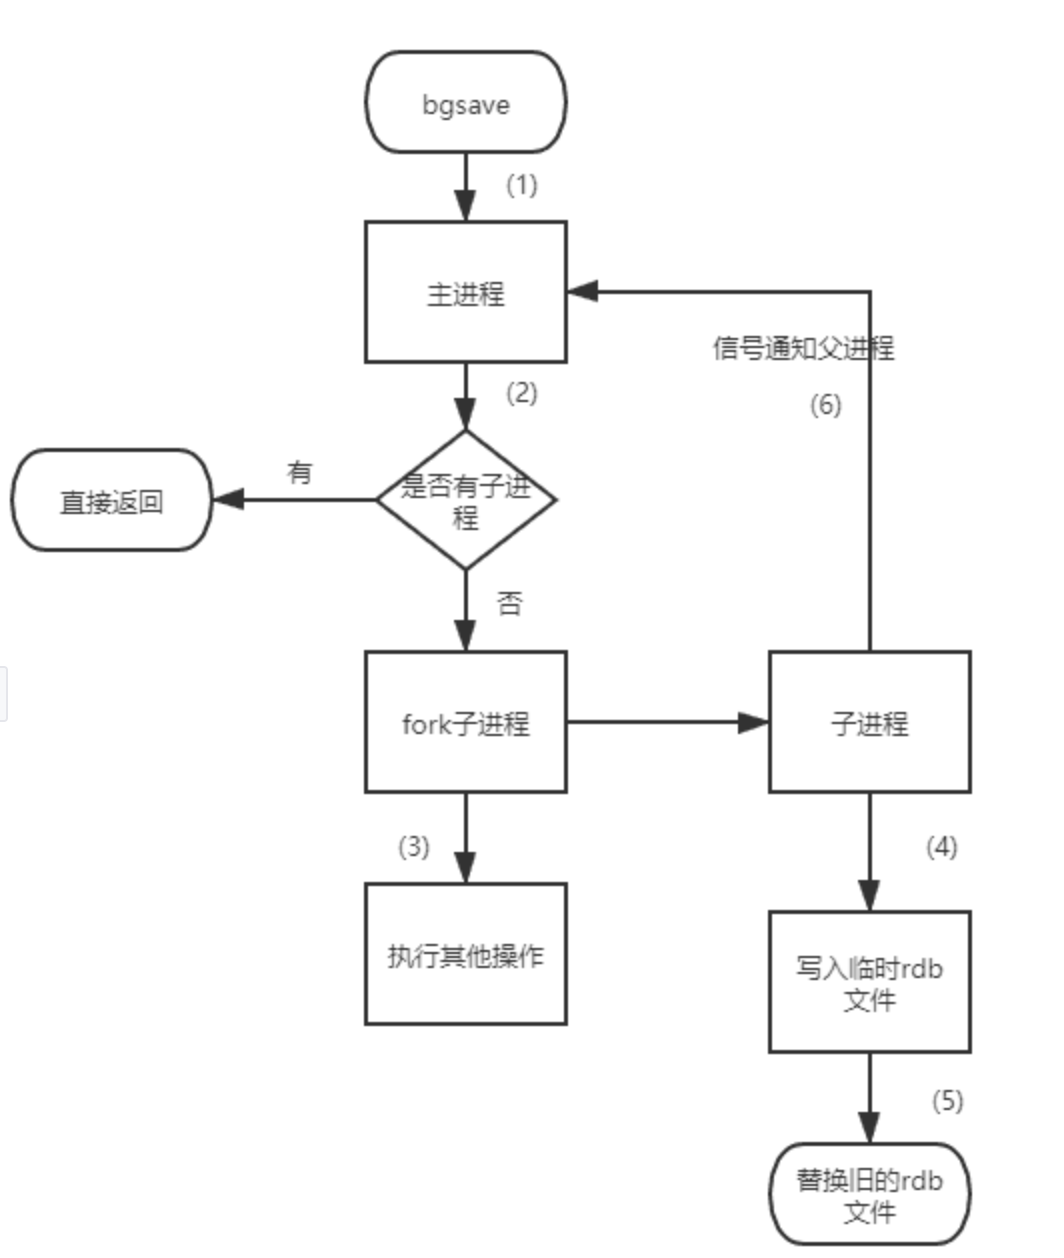 bgsave
(1)
主进程
信号通知父进程
(2)
(6)
有
是否有子进
程
直接返回
否
fork子进程
子进程
(3)
(4)
执行其他操作
写入临时rdb
文件
(5)
替换旧的rdb
文件